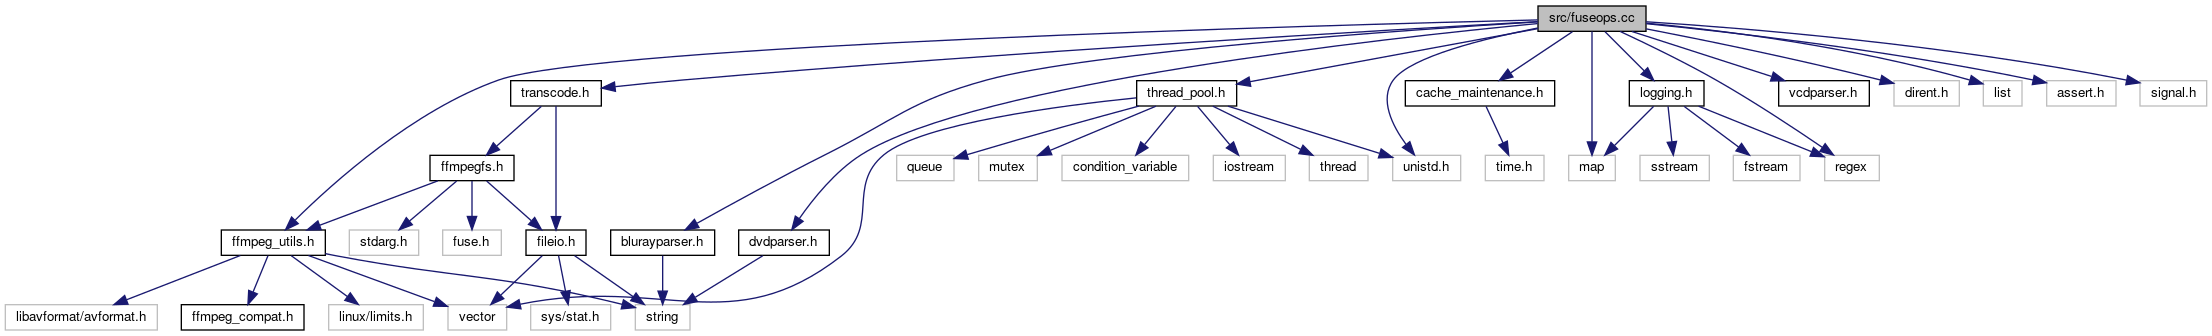 src/fuseops.cc
transcode.h
thread_pool.h
cache_maintenance.h
logging.h
vcdparser.h
dirent.h
list
assert.h
signal.h
ffmpegfs.h
queue
mutex
condition_variable
iostream
thread
unistd.h
time.h
map
sstream
fstream
regex
ffmpeg_utils.h
stdarg.h
fuse.h
fileio.h
blurayparser.h
dvdparser.h
libavformat/avformat.h
ffmpeg_compat.h
linux/limits.h
vector
sys/stat.h
string